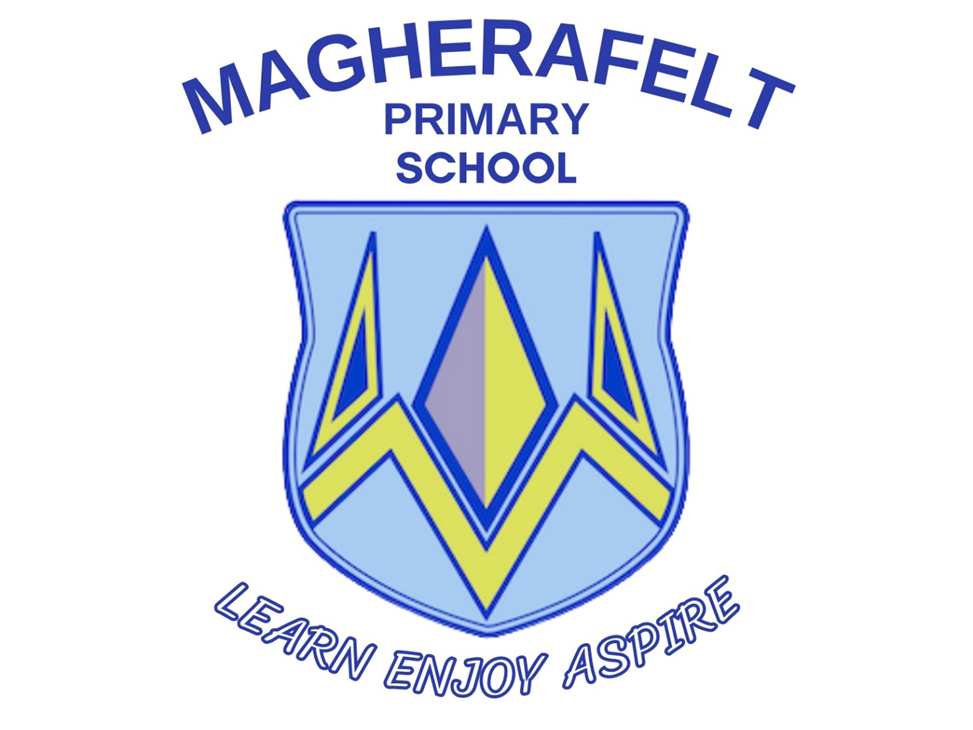 MAGHERAFELT
PRIMARY
SCHOOL
LEARN ENJOY ASPIRE